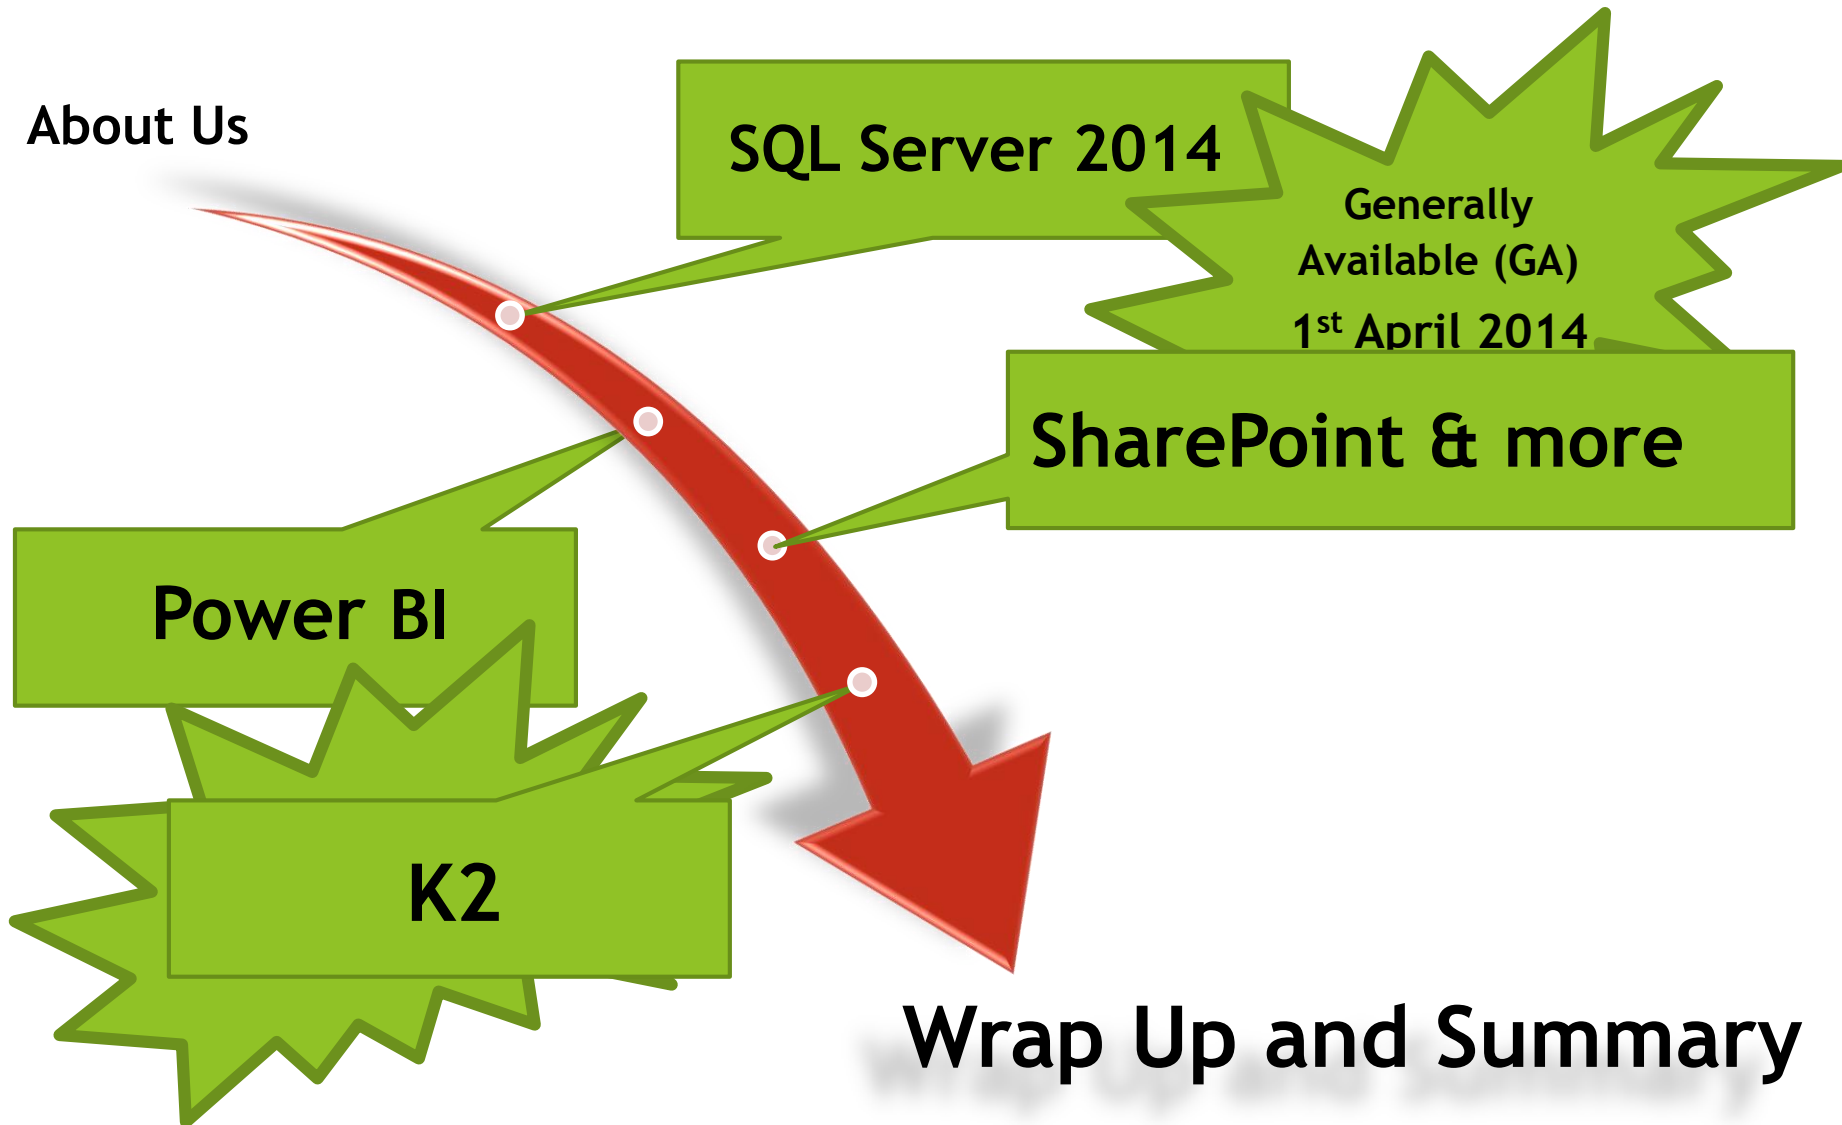 About Us
SQL Server 2014
Generally
Available (GA)
1st April 2014
SharePoint & more
Power BI
K2
Wrap Up and Summary